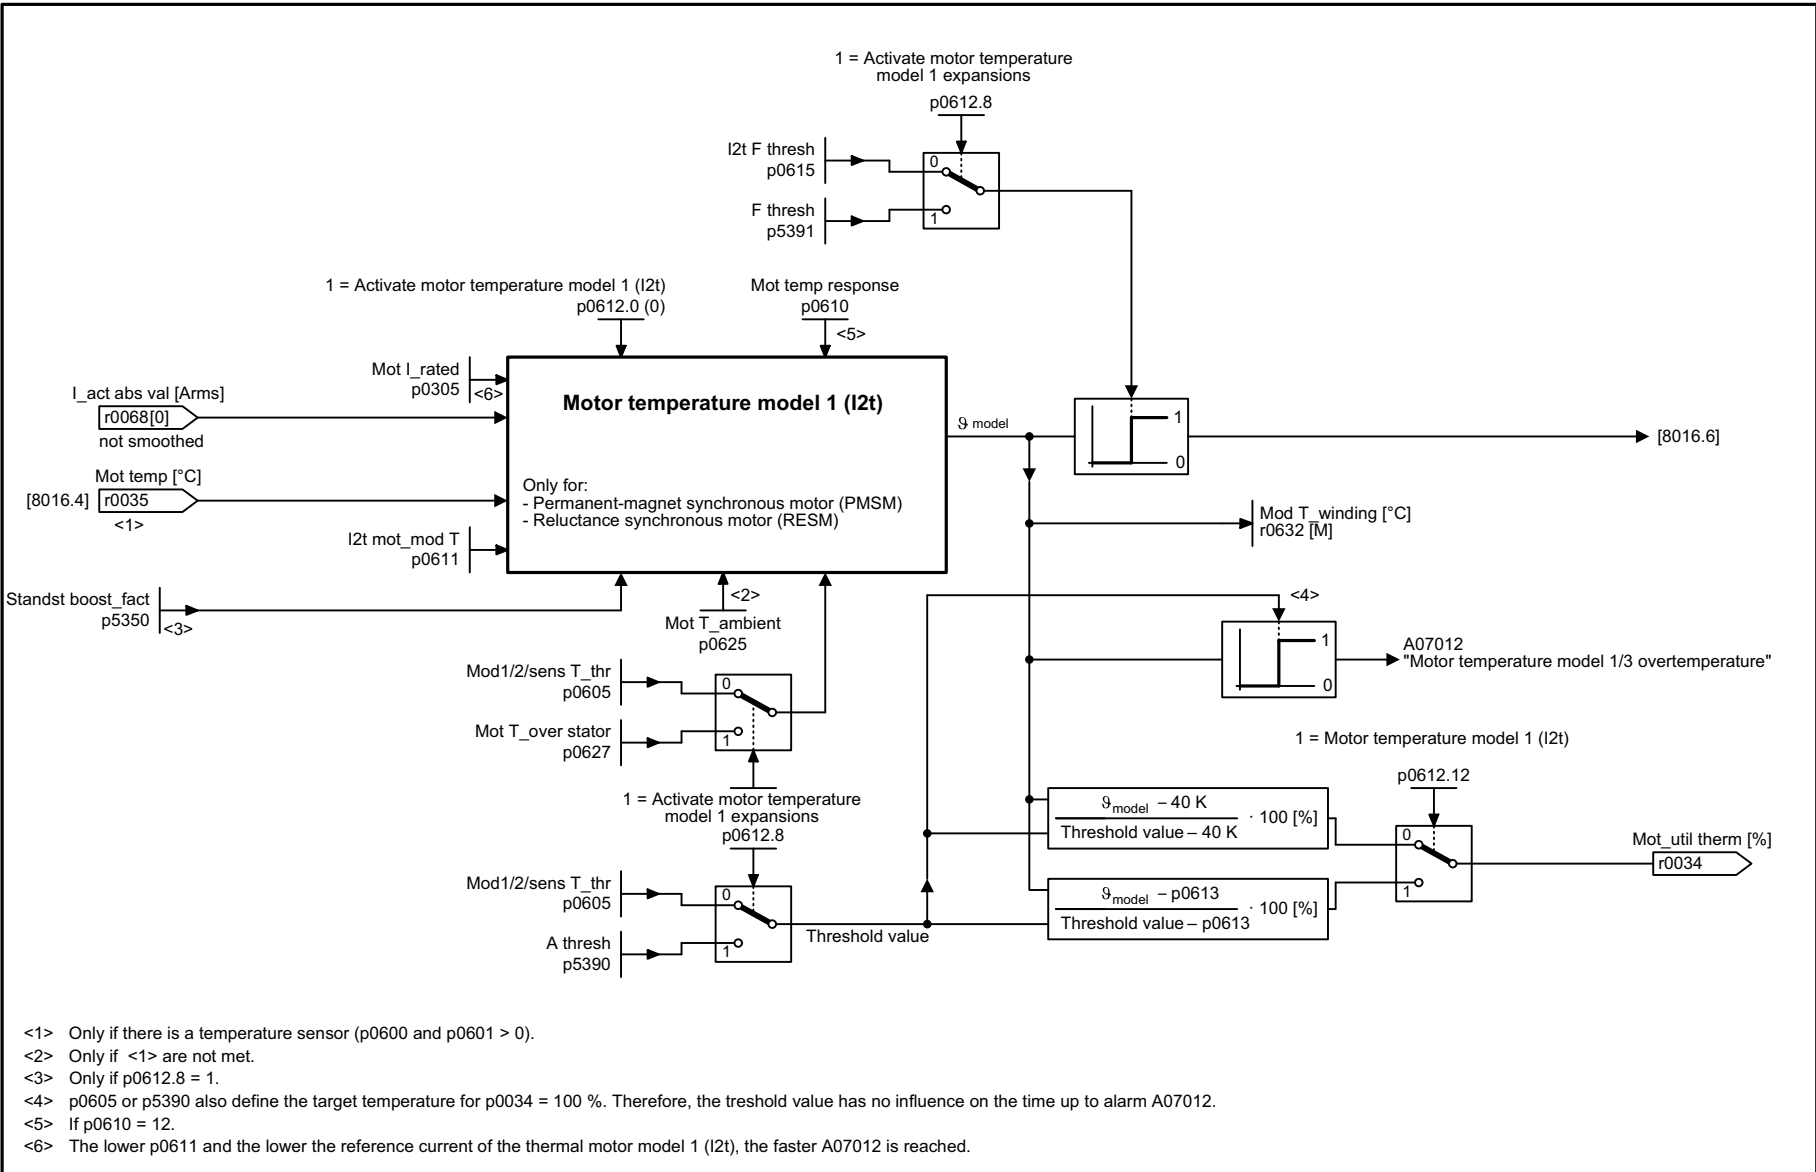 1 = Activate motor temperature
model 1 expansions
p0612.8
I2t F thresh
p0615
0
F thresh
p5391
1
1 = Activate motor temperature model 1 (I2t)
p0612.0 (0)
Mot temp response
p0610
<5>
Mot I_rated
p0305
<6>
I_act abs val [Arms]
r0068[0]
not smoothed
Motor temperature model 1 (I2t)
ϑ model
1
0
[8016.6]
Mot temp [°C]
[8016.4]
r0035
<1>
Only for:
- Permanent-magnet synchronous motor (PMSM)
- Reluctance synchronous motor (RESM)
I2t mot_mod T
p0611
Mod T_winding [°C]
r0632 [M]
Standst boost_fact
p5350
<3>
<2>
Mot T_ambient
p0625
<4>
1
0
A07012
"Motor temperature model 1/3 overtemperature"
Mod1/2/sens T_thr
p0605
0
Mot T_over stator
p0627
1
1 = Motor temperature model 1 (I2t)
p0612.12
1 = Activate motor temperature
model 1 expansions
p0612.8
ϑmodel – 40 K
Threshold value – 40 K
· 100 [%]
0
1
Mot_util therm [%]
r0034
Mod1/2/sens T_thr
p0605
0
A thresh
p5390
1
Threshold value
ϑmodel – p0613
Threshold value – p0613
· 100 [%]
<1> Only if there is a temperature sensor (p0600 and p0601 > 0).
<2> Only if <1> are not met.
<3> Only if p0612.8 = 1.
<4> p0605 or p5390 also define the target temperature for p0034 = 100 %. Therefore, the treshold value has no influence on the time up to alarm A07012.
<5> If p0610 = 12.
<6> The lower p0611 and the lower the reference current of the thermal motor model 1 (I2t), the faster A07012 is reached.